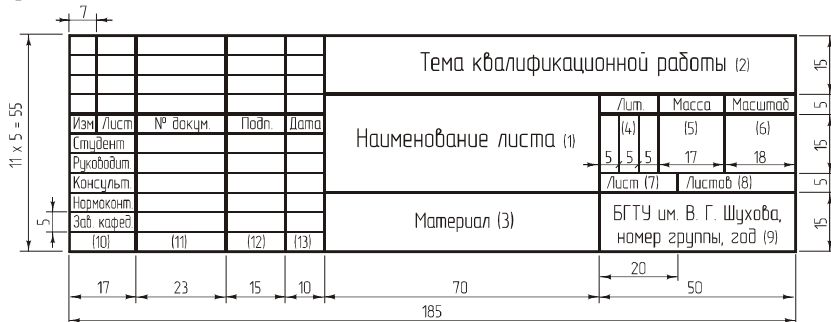 7
Тема квалификационной работы (2)
15
11 x 5 = 55
Лит. Масса Масштаб
5
Изм Лист № докум. Подп. Дата
Наименование листа (1)
(4) (5) (6)
15
Студент
5 5 5 17 18
Руководит.
Консульт.
Лист (7) Листов (8)
5
Нормоконт.
5
Зав. кафед.
Материал (3)
БГТУ им. В. Г. Шухова,
номер группы, год (9)
15
(10) (11) (12) (13)
20
17 23 15 10 70 50
185